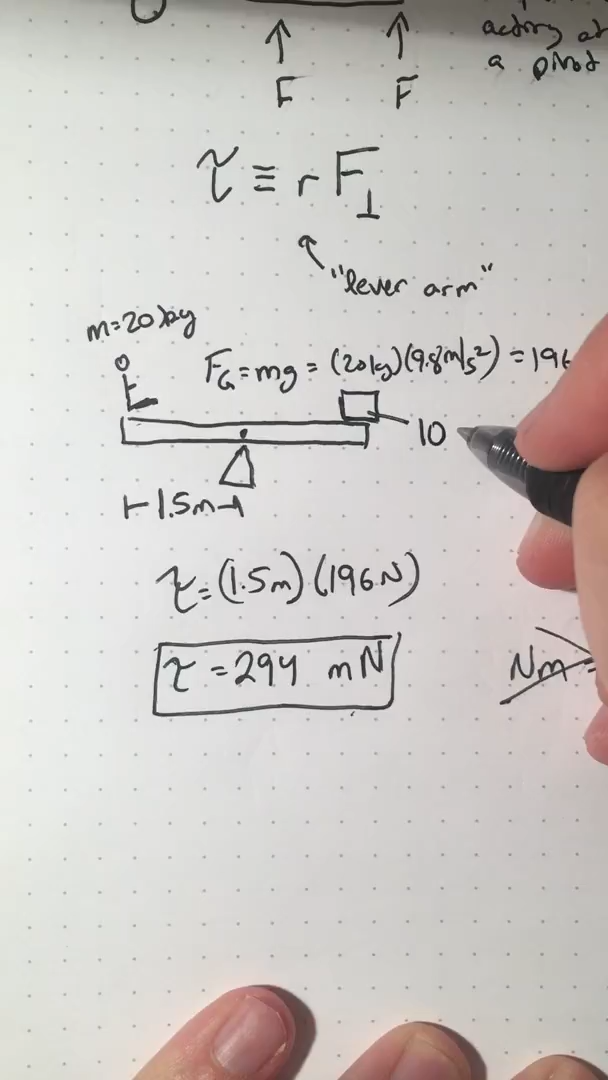 acting at
a pivot
F F
τ ≡ r F⊥
"lever arm"
m=20kg
F_G = mg = (20kg)(9.8m/s²) = 196
10
1.5m
τ = (1.5m)(196N)
τ = 294 mN
Nm =